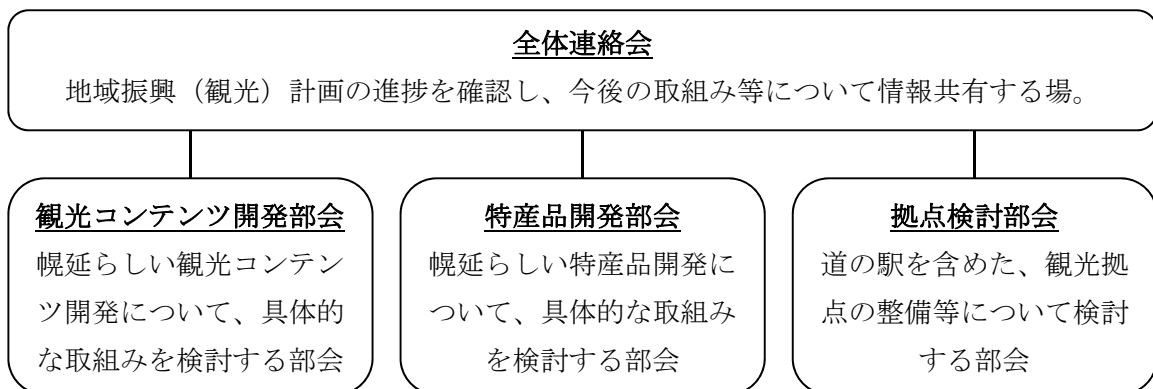 全体連絡会
地域振興（観光）計画の進捗を確認し、今後の取組み等について情報共有する場。
観光コンテンツ開発部会
幌延らしい観光コンテン
ツ開発について、具体的
な取組みを検討する部会
特産品開発部会
幌延らしい特産品開発に
ついて、具体的な取組み
を検討する部会
拠点検討部会
道の駅を含めた、観光拠
点の整備等について検討
する部会